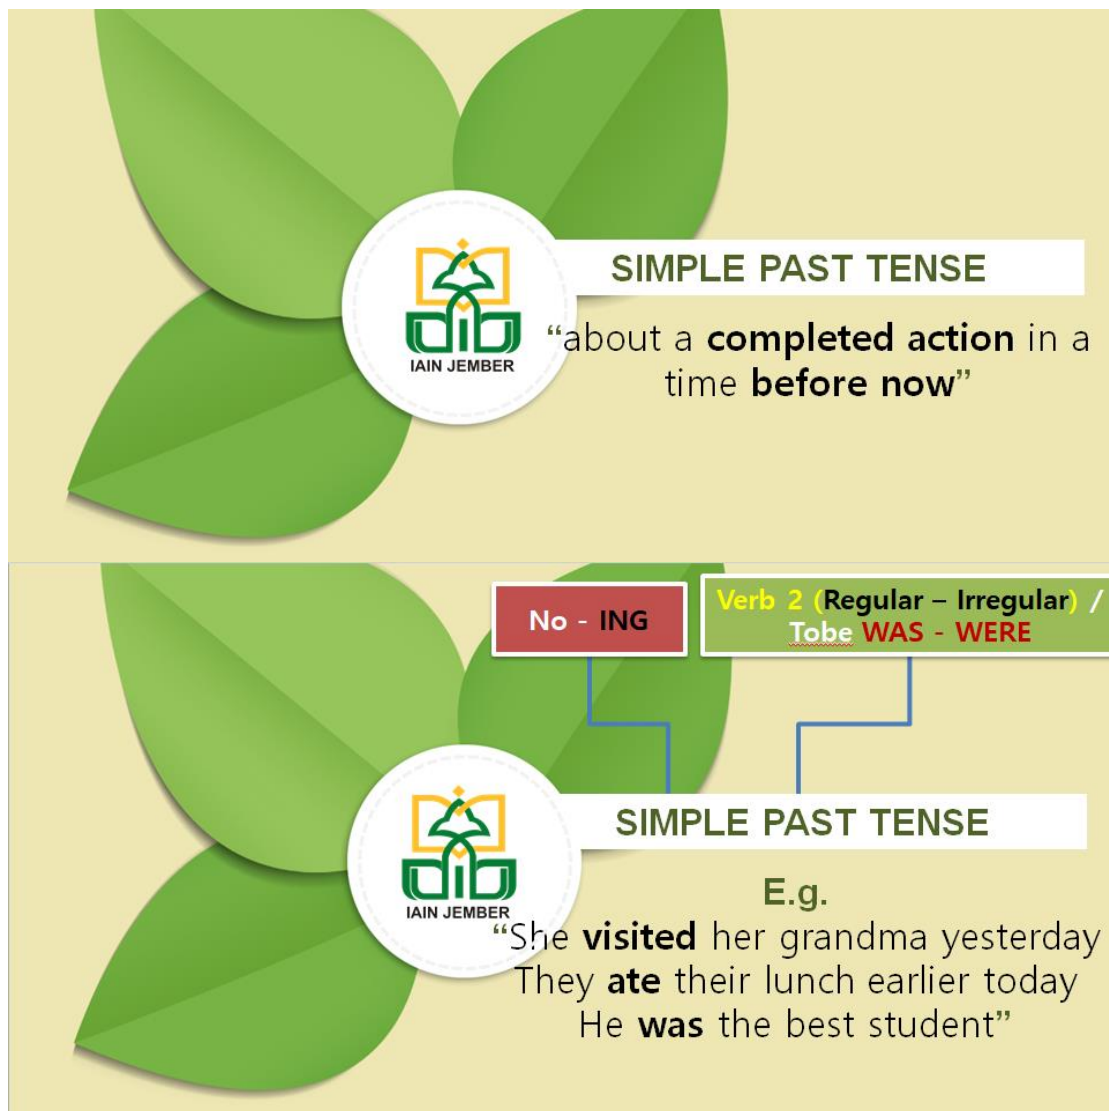 SIMPLE PAST TENSE
IAIN JEMBER
“about a completed action in a
time before now”
No - ING
Verb 2 (Regular – Irregular) /
Tobe WAS - WERE
SIMPLE PAST TENSE
IAIN JEMBER
E.g.
“She visited her grandma yesterday
They ate their lunch earlier today
He was the best student”